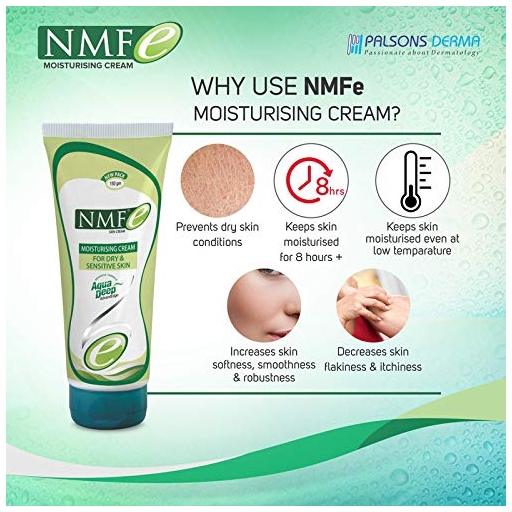 NMFe
MOISTURISING CREAM
PALSONS DERMA
Passionate about Dermatology
WHY USE NMFe
MOISTURISING CREAM?
8hrs
Prevents dry skin
conditions
Keeps skin
moisturised
for 8 hours +
Keeps skin
moisturised even at
low temparature
Increases skin
softness, smoothness
& robustness
Decreases skin
flakiness & itchiness
NEW PACK
NMFe
SKIN CREAM
MOISTURISING CREAM
FOR DRY &
SENSITIVE SKIN
Aqua
Deep
e